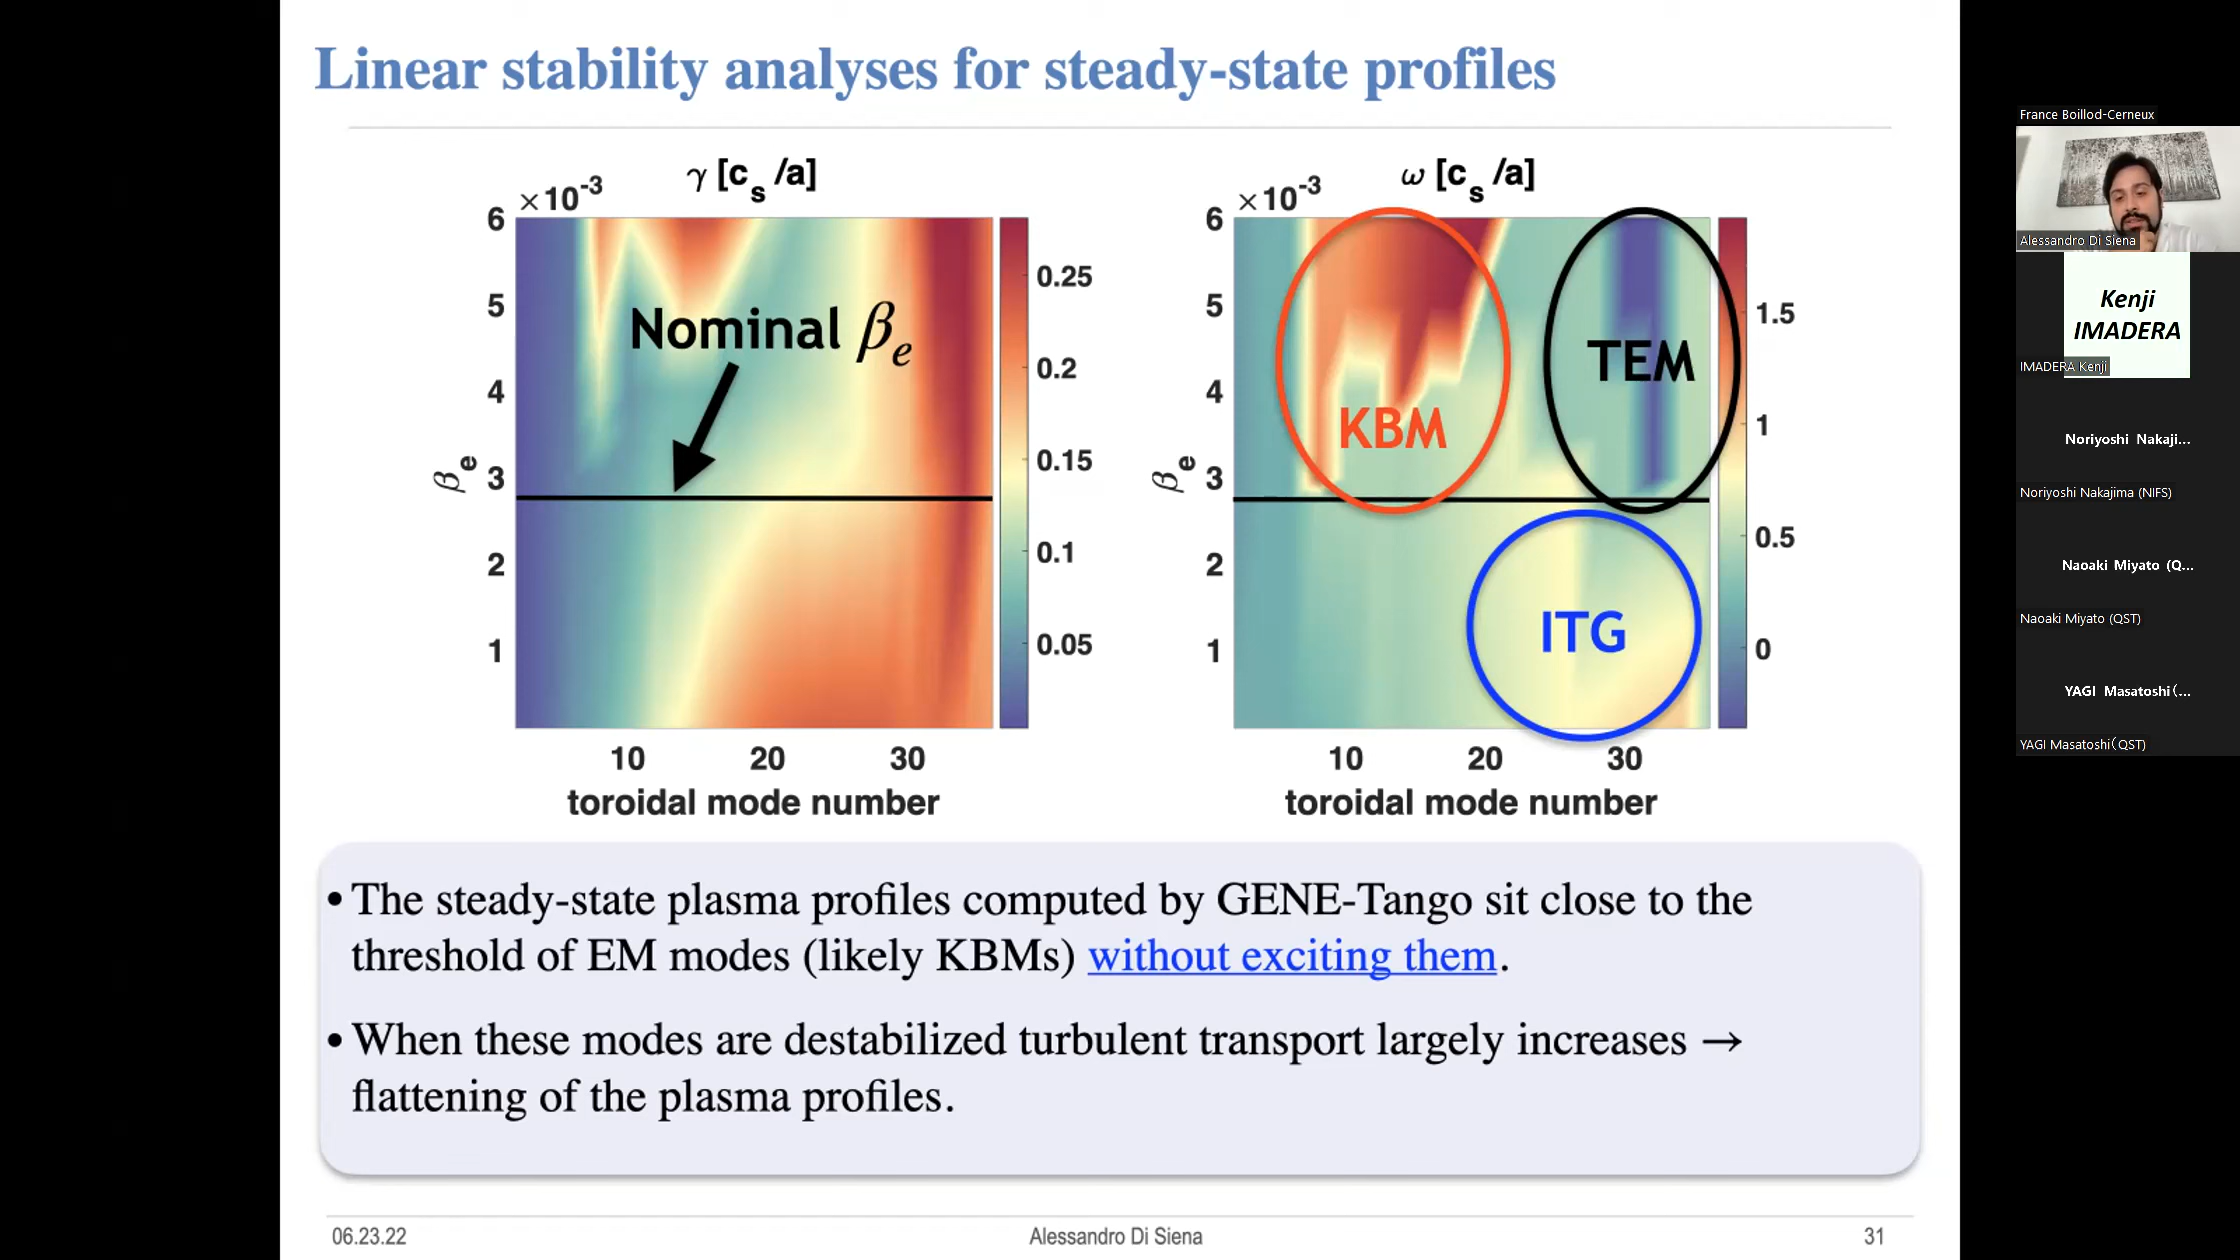 Linear stability analyses for steady-state profiles
γ [c_s /a]
×10^-3
6
5
4
3
2
1
β_e
Nominal β_e
10 20 30
toroidal mode number
0.25
0.2
0.15
0.1
0.05
ω [c_s /a]
×10^-3
6
5
4
3
2
1
β_e
KBM
TEM
ITG
10 20 30
toroidal mode number
1.5
1
0.5
0
• The steady-state plasma profiles computed by GENE-Tango sit close to the
threshold of EM modes (likely KBMs) without exciting them.
• When these modes are destabilized turbulent transport largely increases →
flattening of the plasma profiles.
06.23.22
Alessandro Di Siena
31
France Boillod-Cerneux
Alessandro Di Siena
Kenji
IMADERA
IMADERA Kenji
Noriyoshi Nakaji...
Noriyoshi Nakajima (NIFS)
Naoaki Miyato (Q...
Naoaki Miyato (QST)
YAGI Masatoshi(...
YAGI Masatoshi(QST)